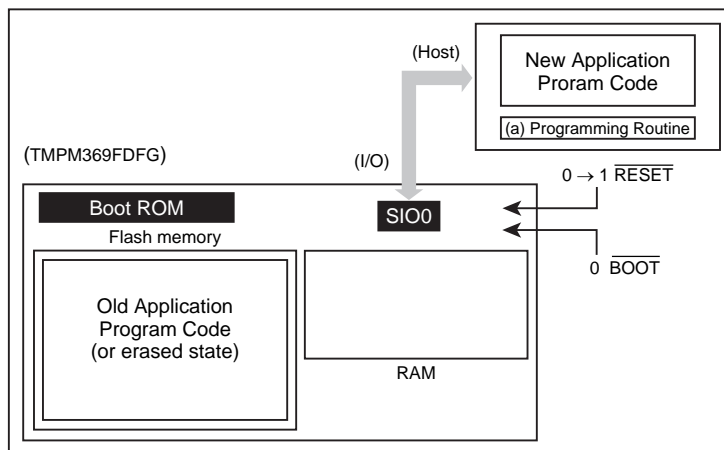 (Host)
New Application
Proram Code
(a) Programming Routine
(TMPM369FDFG)
(I/O)
0 → 1 RESET
Boot ROM
SIO0
Flash memory
0 BOOT
Old Application
Program Code
(or erased state)
RAM